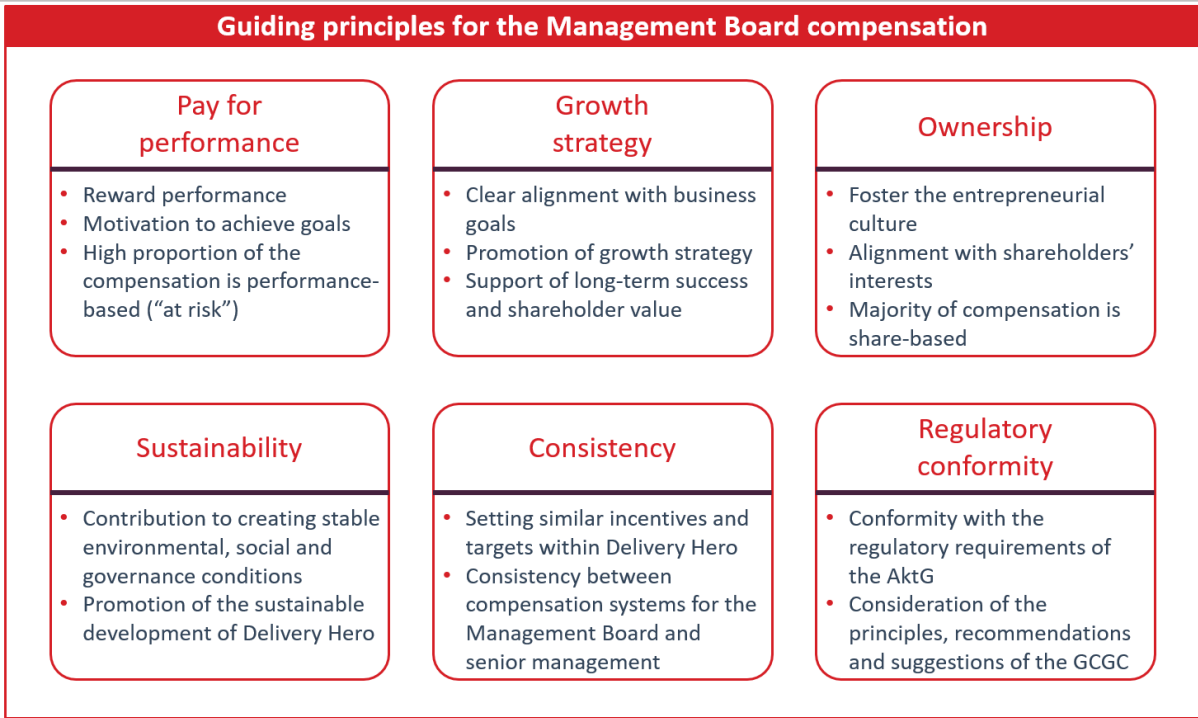 Guiding principles for the Management Board compensation
Pay for
performance
• Reward performance
• Motivation to achieve goals
• High proportion of the
compensation is performance-
based (“at risk”)
Growth
strategy
• Clear alignment with business
goals
• Promotion of growth strategy
• Support of long-term success
and shareholder value
Ownership
• Foster the entrepreneurial
culture
• Alignment with shareholders’
interests
• Majority of compensation is
share-based
Sustainability
• Contribution to creating stable
environmental, social and
governance conditions
• Promotion of the sustainable
development of Delivery Hero
Consistency
• Setting similar incentives and
targets within Delivery Hero
• Consistency between
compensation systems for the
Management Board and
senior management
Regulatory
conformity
• Conformity with the
regulatory requirements of
the AktG
• Consideration of the
principles, recommendations
and suggestions of the GCGC